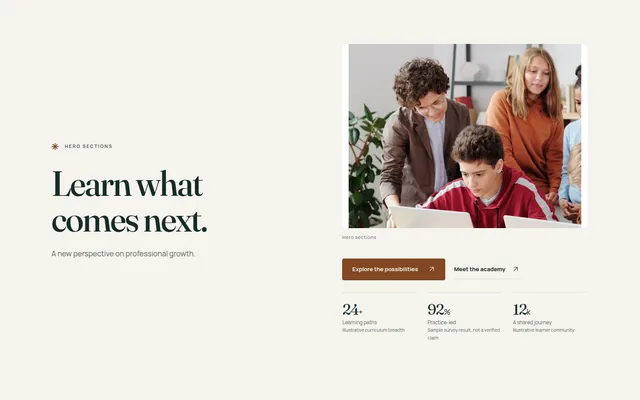 HERO SECTIONS
Learn what
comes next.
A new perspective on professional growth.
Hero sections
Explore the possibilities
Meet the academy
24+
Learning paths
Illustrative curriculum breadth
92%
Practice-led
Sample survey result, not a verified
claim
12k
A shared journey
Illustrative learner community